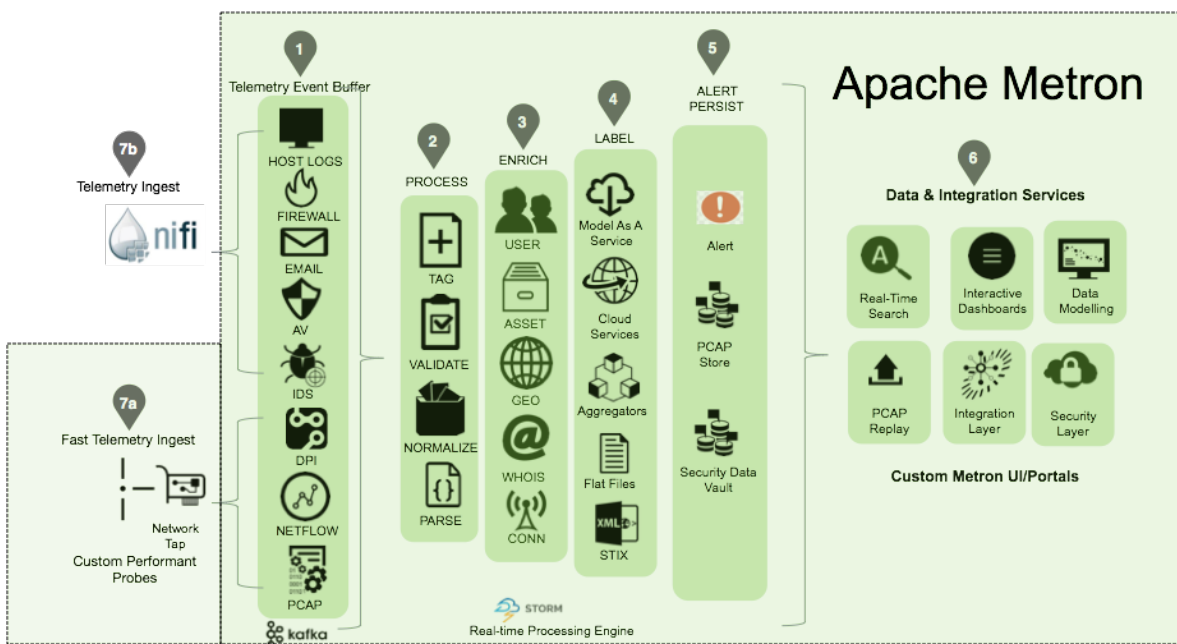 Apache Metron
7b
Telemetry Ingest
nifi
7a
Fast Telemetry Ingest
Network
Tap
Custom Performant
Probes
1
Telemetry Event Buffer
HOST LOGS
FIREWALL
EMAIL
AV
IDS
DPI
NETFLOW
PCAP
kafka
2
PROCESS
TAG
VALIDATE
NORMALIZE
{ }
PARSE
3
ENRICH
USER
ASSET
GEO
@
WHOIS
CONN
4
LABEL
Model As A
Service
Cloud
Services
Aggregators
Flat Files
XML
STIX
STORM
Real-time Processing Engine
5
ALERT
PERSIST
!
Alert
PCAP
Store
Security Data
Vault
6
Data & Integration Services
A
Real-Time
Search
Interactive
Dashboards
Data
Modelling
PCAP
Replay
Integration
Layer
Security
Layer
Custom Metron UI/Portals